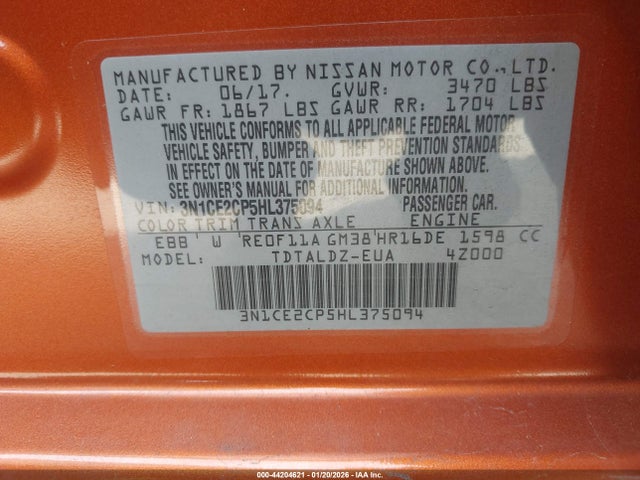 MANUFACTURED BY NISSAN MOTOR CO.,LTD.
DATE: 06/17. GVWR: 3470 LBS
GAWR FR: 1867 LBS GAWR RR: 1704 LBS
THIS VEHICLE CONFORMS TO ALL APPLICABLE FEDERAL MOTOR
VEHICLE SAFETY, BUMPER AND THEFT PREVENTION STANDARDS
IN EFFECT ON THE DATE OF MANUFACTURE SHOWN ABOVE.
SEE OWNER'S MANUAL FOR ADDITIONAL INFORMATION.
VIN: 3N1CE2CP5HL375094 PASSENGER CAR.
COLOR TRIM TRANS AXLE ENGINE
EBB W RE0F11A GM38 HR16DE 1598 CC
MODEL: TDTALDZ-EUA 4Z000
3N1CE2CP5HL375094
000-44204621 - 01/20/2026 - IAA Inc.